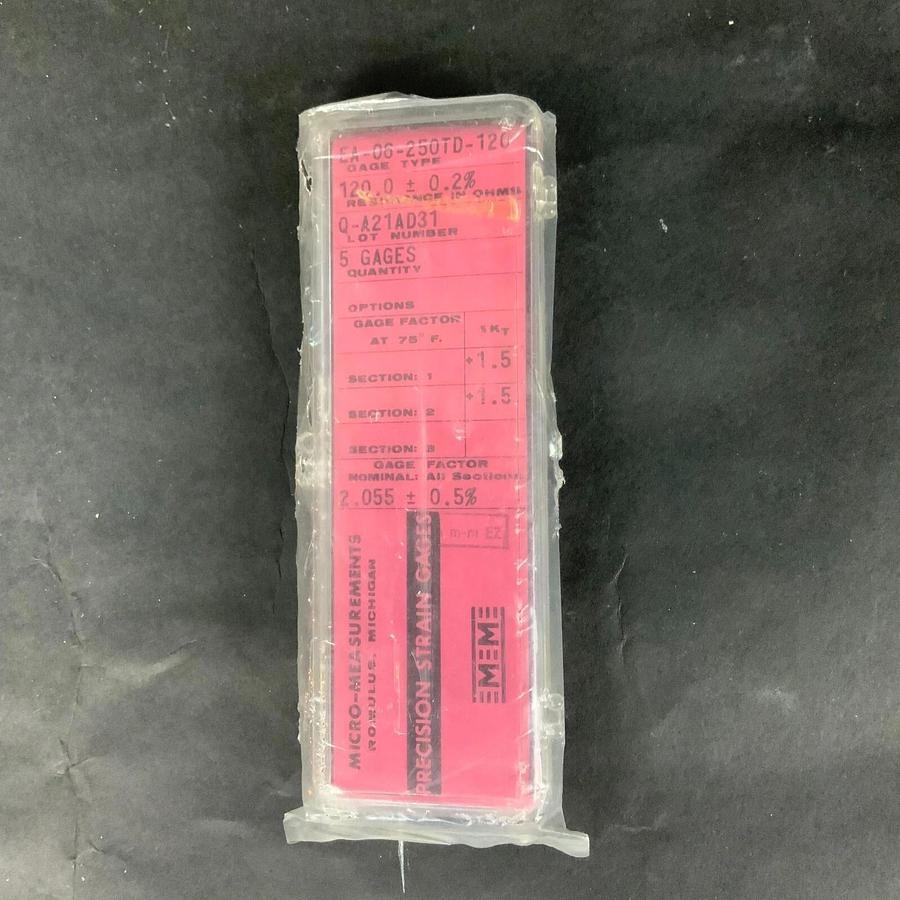 EA-06-250TD-120
GAGE TYPE
120.0 ± 0.2%
RESISTANCE IN OHMS
Q-A21AD31
LOT NUMBER
5 GAGES
QUANTITY
OPTIONS
GAGE FACTOR
AT 75° F.
%KT
+1.5
SECTION: 1
+1.5
SECTION: 2
SECTION: 3
GAGE FACTOR
NOMINAL: All Sections
2.055 ± 0.5%
m-m EZ
MICRO-MEASUREMENTS
ROMULUS, MICHIGAN
PRECISION STRAIN GAGES
MM